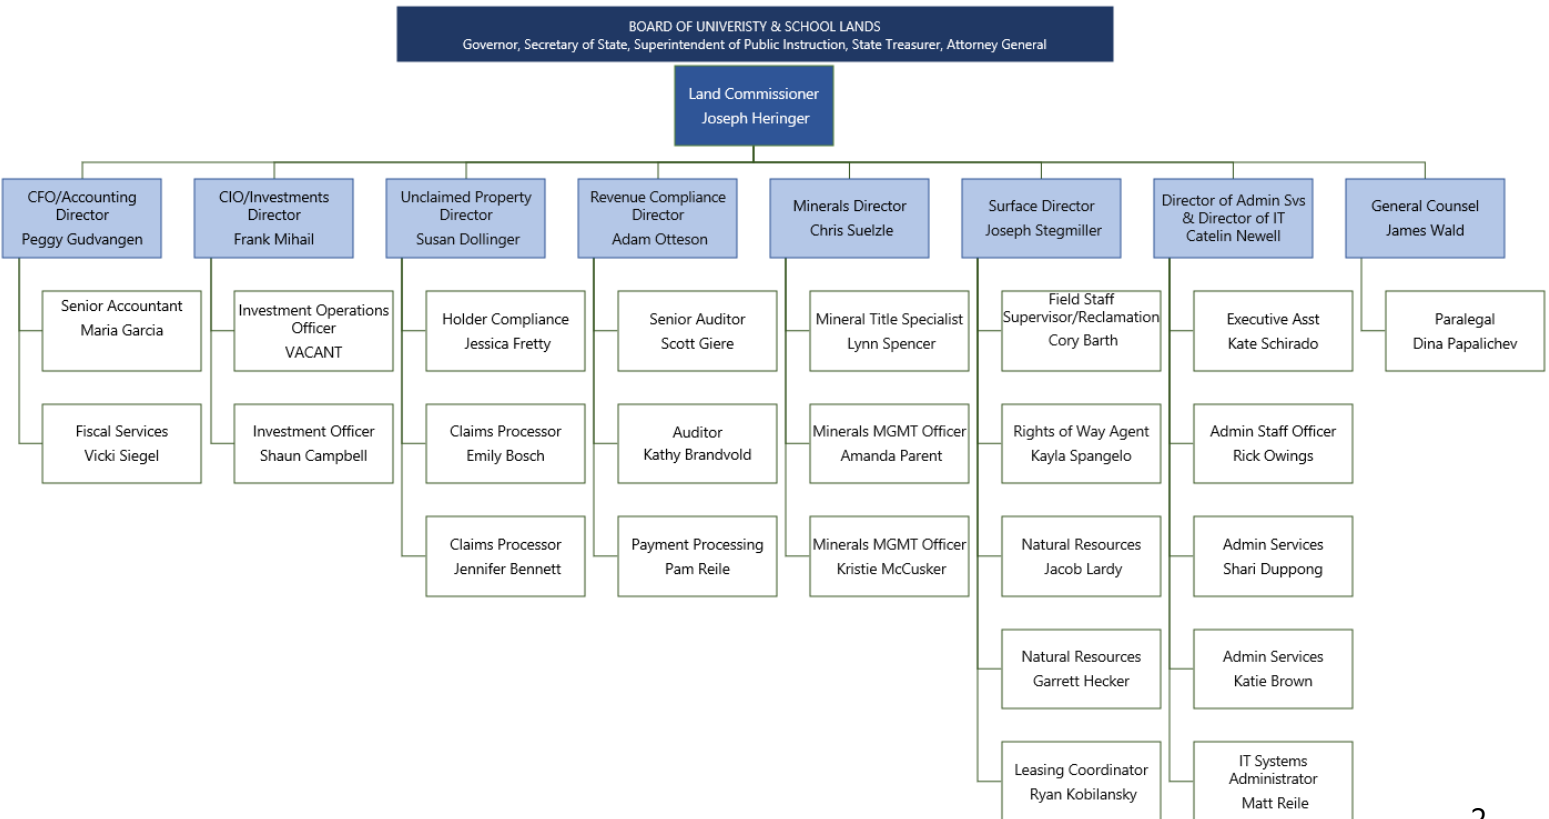 BOARD OF UNIVERISTY & SCHOOL LANDS
Governor, Secretary of State, Superintendent of Public Instruction, State Treasurer, Attorney General
Land Commissioner
Joseph Heringer
CFO/Accounting
Director
Peggy Gudvangen
CIO/Investments
Director
Frank Mihail
Unclaimed Property
Director
Susan Dollinger
Revenue Compliance
Director
Adam Otteson
Minerals Director
Chris Suelzle
Surface Director
Joseph Stegmiller
Director of Admin Svs
& Director of IT
Catelin Newell
General Counsel
James Wald
Senior Accountant
Maria Garcia
Investment Operations
Officer
VACANT
Holder Compliance
Jessica Fretty
Senior Auditor
Scott Giere
Mineral Title Specialist
Lynn Spencer
Field Staff
Supervisor/Reclamation
Cory Barth
Executive Asst
Kate Schirado
Paralegal
Dina Papalichev
Fiscal Services
Vicki Siegel
Investment Officer
Shaun Campbell
Claims Processor
Emily Bosch
Auditor
Kathy Brandvold
Minerals MGMT Officer
Amanda Parent
Rights of Way Agent
Kayla Spangelo
Admin Staff Officer
Rick Owings
Claims Processor
Jennifer Bennett
Payment Processing
Pam Reile
Minerals MGMT Officer
Kristie McCusker
Natural Resources
Jacob Lardy
Admin Services
Shari Duppong
Natural Resources
Garrett Hecker
Admin Services
Katie Brown
Leasing Coordinator
Ryan Kobilansky
IT Systems
Administrator
Matt Reile
2